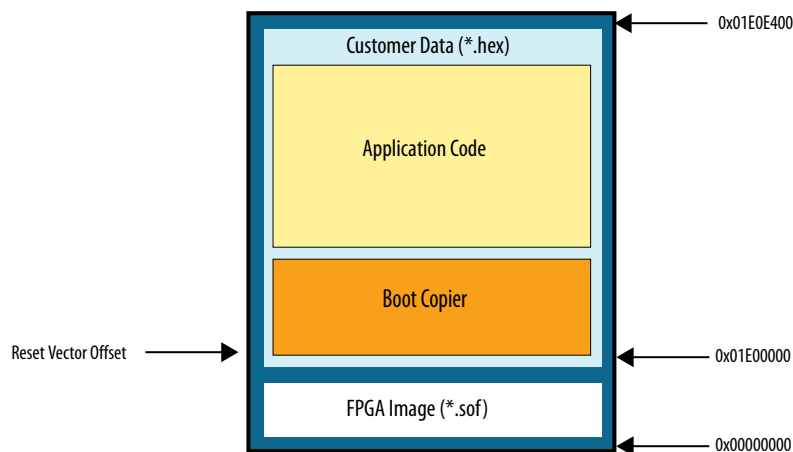 0x01E0E400
Customer Data (*.hex)
Application Code
Boot Copier
Reset Vector Offset
0x01E00000
FPGA Image (*.sof)
0x00000000